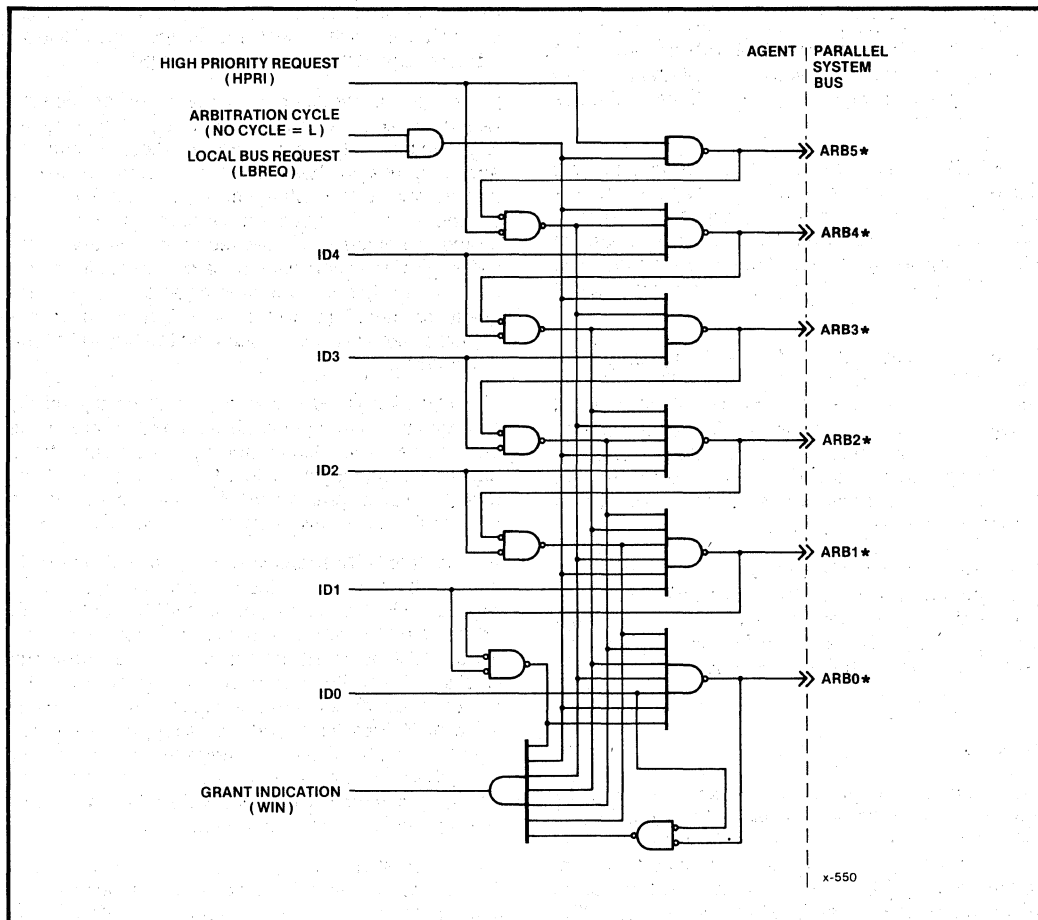 HIGH PRIORITY REQUEST
(HPRI)
AGENT
PARALLEL
SYSTEM
BUS
ARBITRATION CYCLE
(NO CYCLE = L)
LOCAL BUS REQUEST
(LBREQ)
ARB5*
ARB4*
ID4
ARB3*
ID3
ARB2*
ID2
ARB1*
ID1
ARB0*
ID0
GRANT INDICATION
(WIN)
x-550